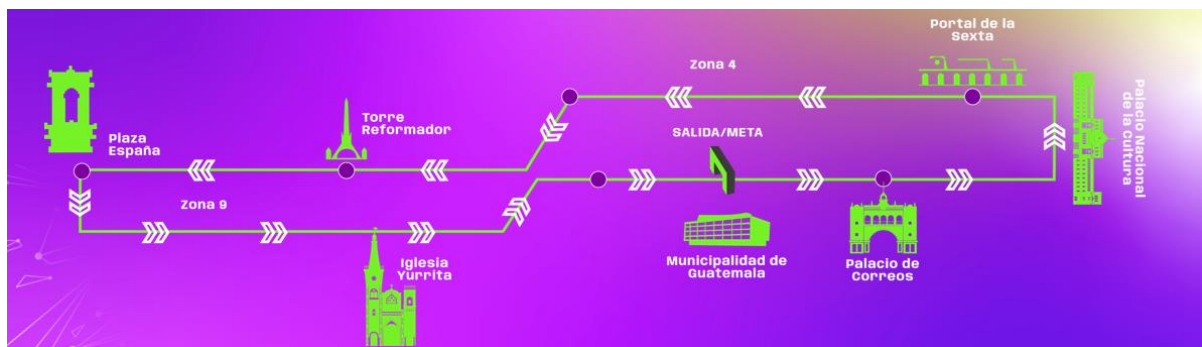 Portal de la
Sexta
Zona 4
Palacio Nacional
de la Cultura
Torre
Reformador
Plaza
España
SALIDA/META
Zona 9
Iglesia
Yurrita
Municipalidad de
Guatemala
Palacio de
Correos